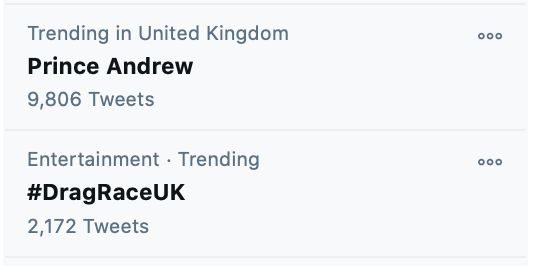 Trending in United Kingdom
Prince Andrew
9,806 Tweets
Entertainment · Trending
#DragRaceUK
2,172 Tweets